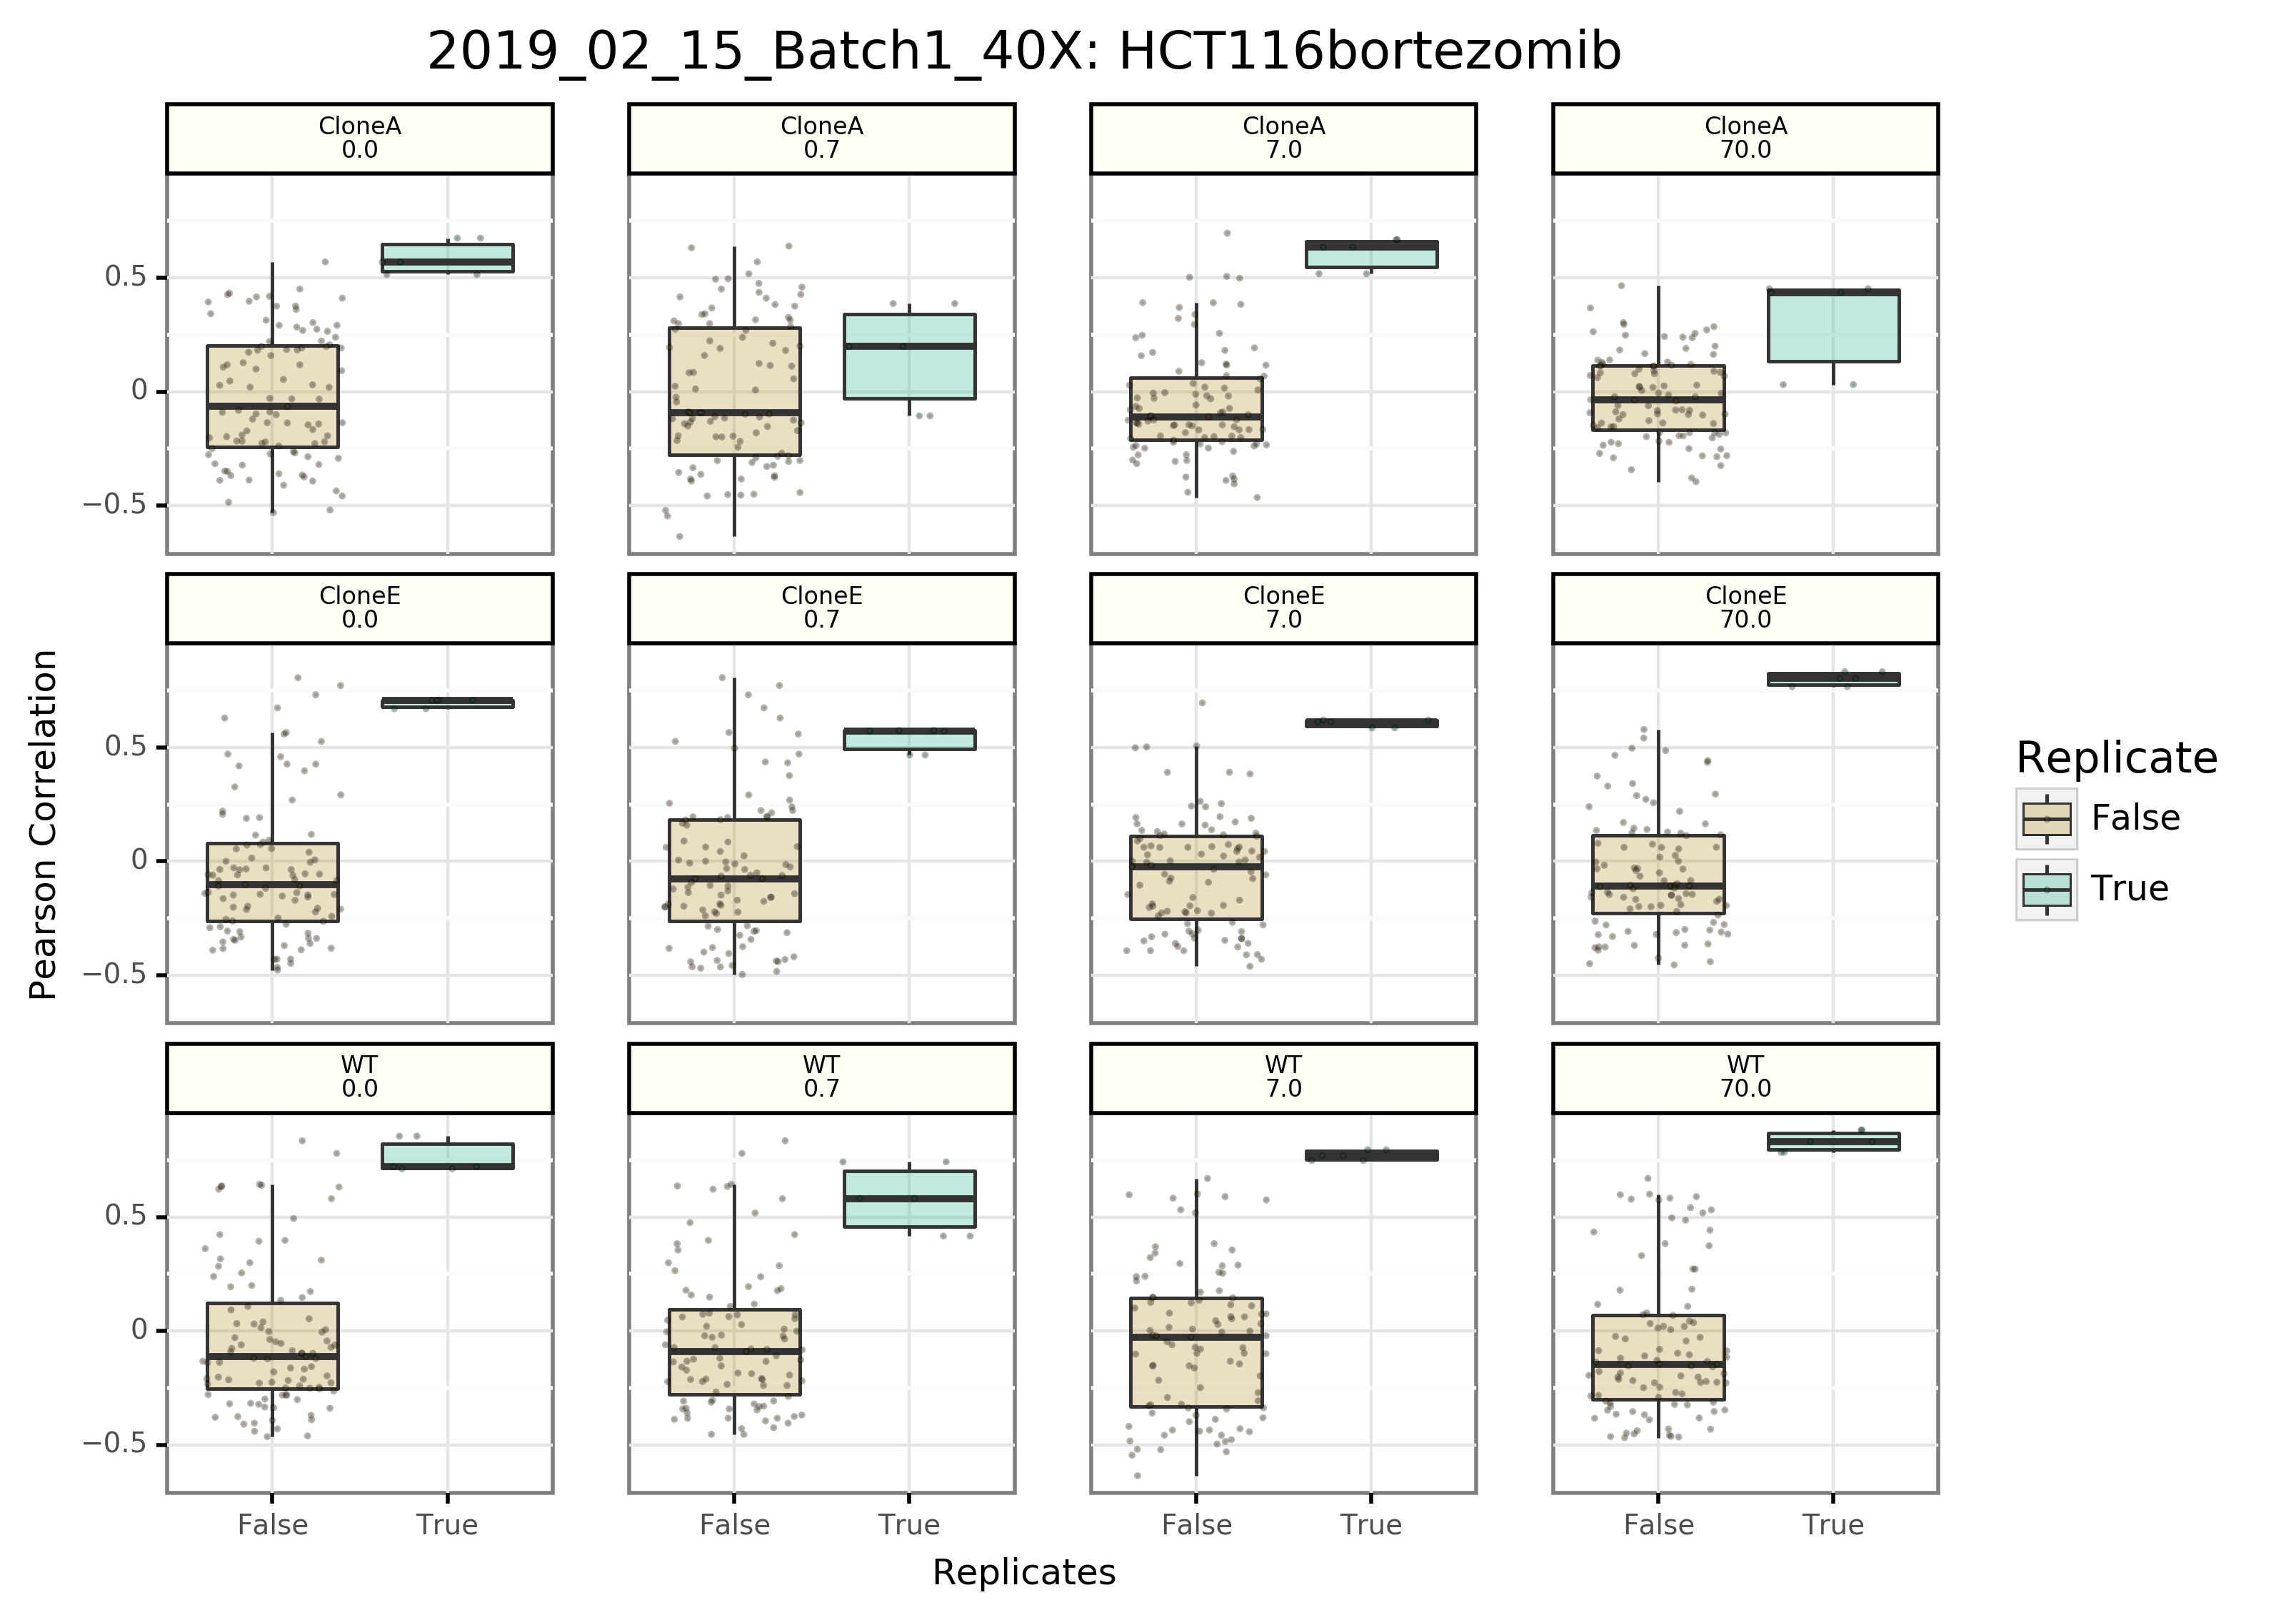 2019_02_15_Batch1_40X: HCT116bortezomib
CloneA
0.0
CloneA
0.7
CloneA
7.0
CloneA
70.0
0.5
0
−0.5
CloneE
0.0
CloneE
0.7
CloneE
7.0
CloneE
70.0
0.5
0
−0.5
WT
0.0
WT
0.7
WT
7.0
WT
70.0
0.5
0
−0.5
False
True
False
True
False
True
False
True
Replicates
Pearson Correlation
Replicate
False
True